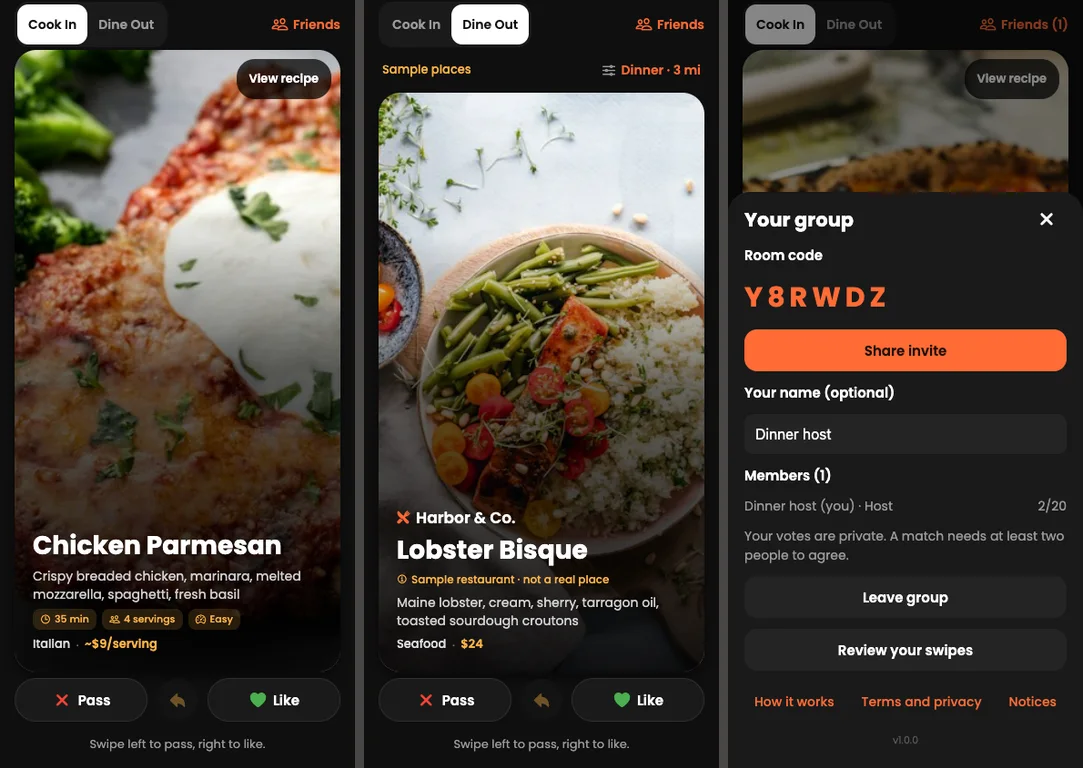 Cook In
Dine Out
Friends
View recipe
Chicken Parmesan
Crispy breaded chicken, marinara, melted
mozzarella, spaghetti, fresh basil
35 min
4 servings
Easy
Italian · ~$9/serving
Pass
Like
Swipe left to pass, right to like.
Cook In
Dine Out
Friends
Sample places
Dinner · 3 mi
Harbor & Co.
Lobster Bisque
Sample restaurant · not a real place
Maine lobster, cream, sherry, tarragon oil,
toasted sourdough croutons
Seafood · $24
Pass
Like
Swipe left to pass, right to like.
Cook In
Dine Out
Friends (1)
View recipe
Your group
Room code
Y8RWDZ
Share invite
Your name (optional)
Dinner host
Members (1)
Dinner host (you) · Host
2/20
Your votes are private. A match needs at least two
people to agree.
Leave group
Review your swipes
How it works
Terms and privacy
Notices
v1.0.0